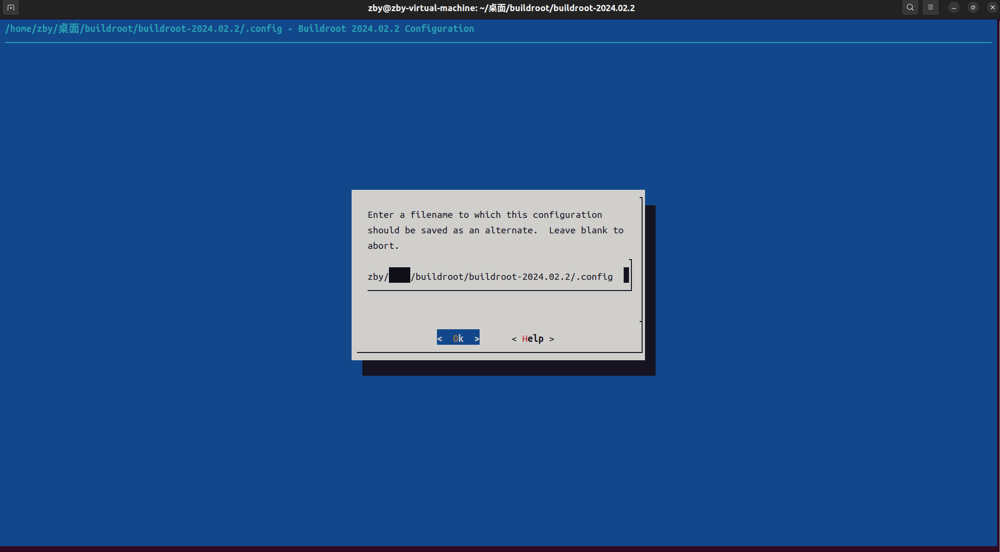 zby@zby-virtual-machine: ~/桌面/buildroot/buildroot-2024.02.2
/home/zby/桌面/buildroot/buildroot-2024.02.2/.config - Buildroot 2024.02.2 Configuration
Enter a filename to which this configuration
should be saved as an alternate.  Leave blank to
abort.
zby/
/buildroot/buildroot-2024.02.2/.config
<  Ok  >
< Help >